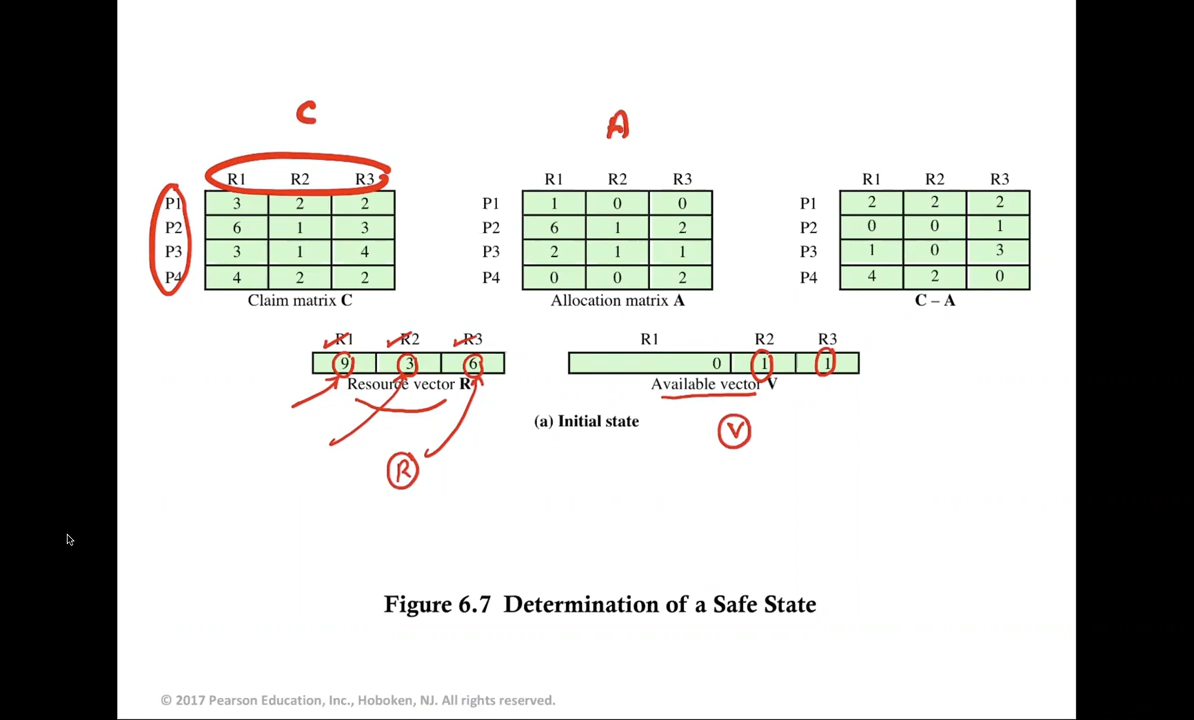 C
A
R1 R2 R3 R1 R2 R3 R1 R2 R3
P1 3 2 2 P1 1 0 0 P1 2 2 2
P2 6 1 3 P2 6 1 2 P2 0 0 1
P3 3 1 4 P3 2 1 1 P3 1 0 3
P4 4 2 2 P4 0 0 2 P4 4 2 0
Claim matrix C Allocation matrix A C – A
R1 R2 R3 R1 R2 R3
9 3 6 0 1 1
Resource vector R Available vector V
(a) Initial state
V
R
Figure 6.7 Determination of a Safe State
© 2017 Pearson Education, Inc., Hoboken, NJ. All rights reserved.